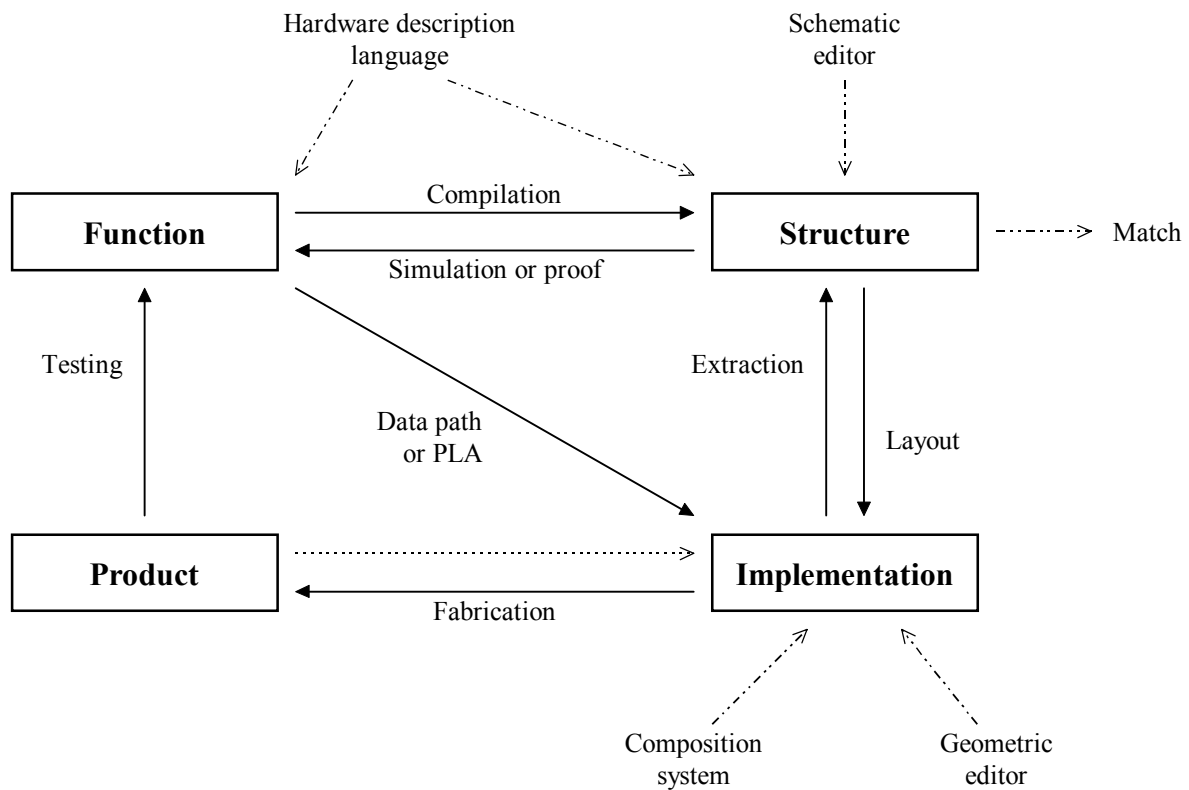 Hardware description
language
Schematic
editor
Compilation
Function
Structure
Match
Simulation or proof
Testing
Extraction
Data path
or PLA
Layout
Product
Implementation
Fabrication
Composition
system
Geometric
editor